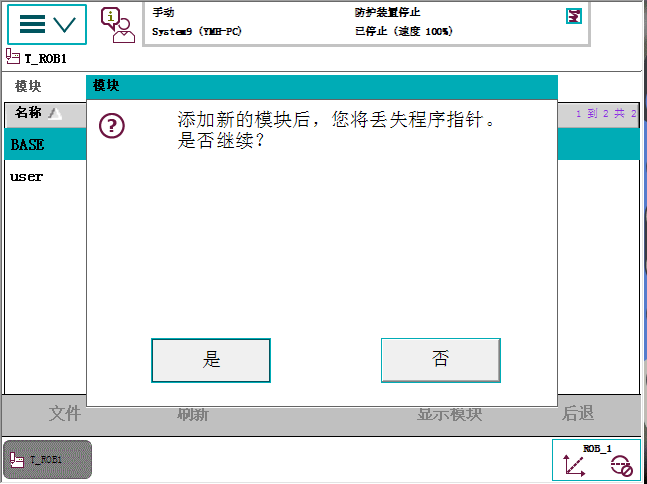 手动
防护装置停止
System9 (YMH-PC)
已停止 (速度 100%)
T_ROB1
模块
模块
名称
1 到 2 共 2
添加新的模块后，您将丢失程序指针。
是否继续？
BASE
user
是
否
文件
刷新
显示模块
后退
T_ROB1
ROB_1